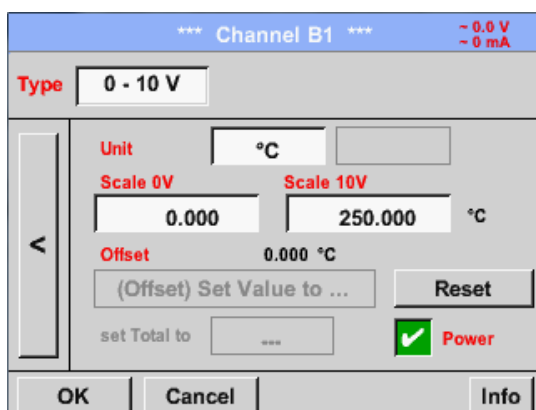 *** Channel B1 ***
~ 0.0 V
~ 0 mA
Type 0 - 10 V
Unit °C
Scale 0V Scale 10V
0.000 250.000 °C
<
Offset 0.000 °C
(Offset) Set Value to ... Reset
set Total to --- Power
OK Cancel Info